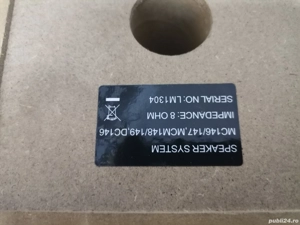 SPEAKER SYSTEM
MC146/147,MCM148/149,DC146
IMPEDANCE: 8 OHM
SERIAL NO: LM1304
publi24.ro